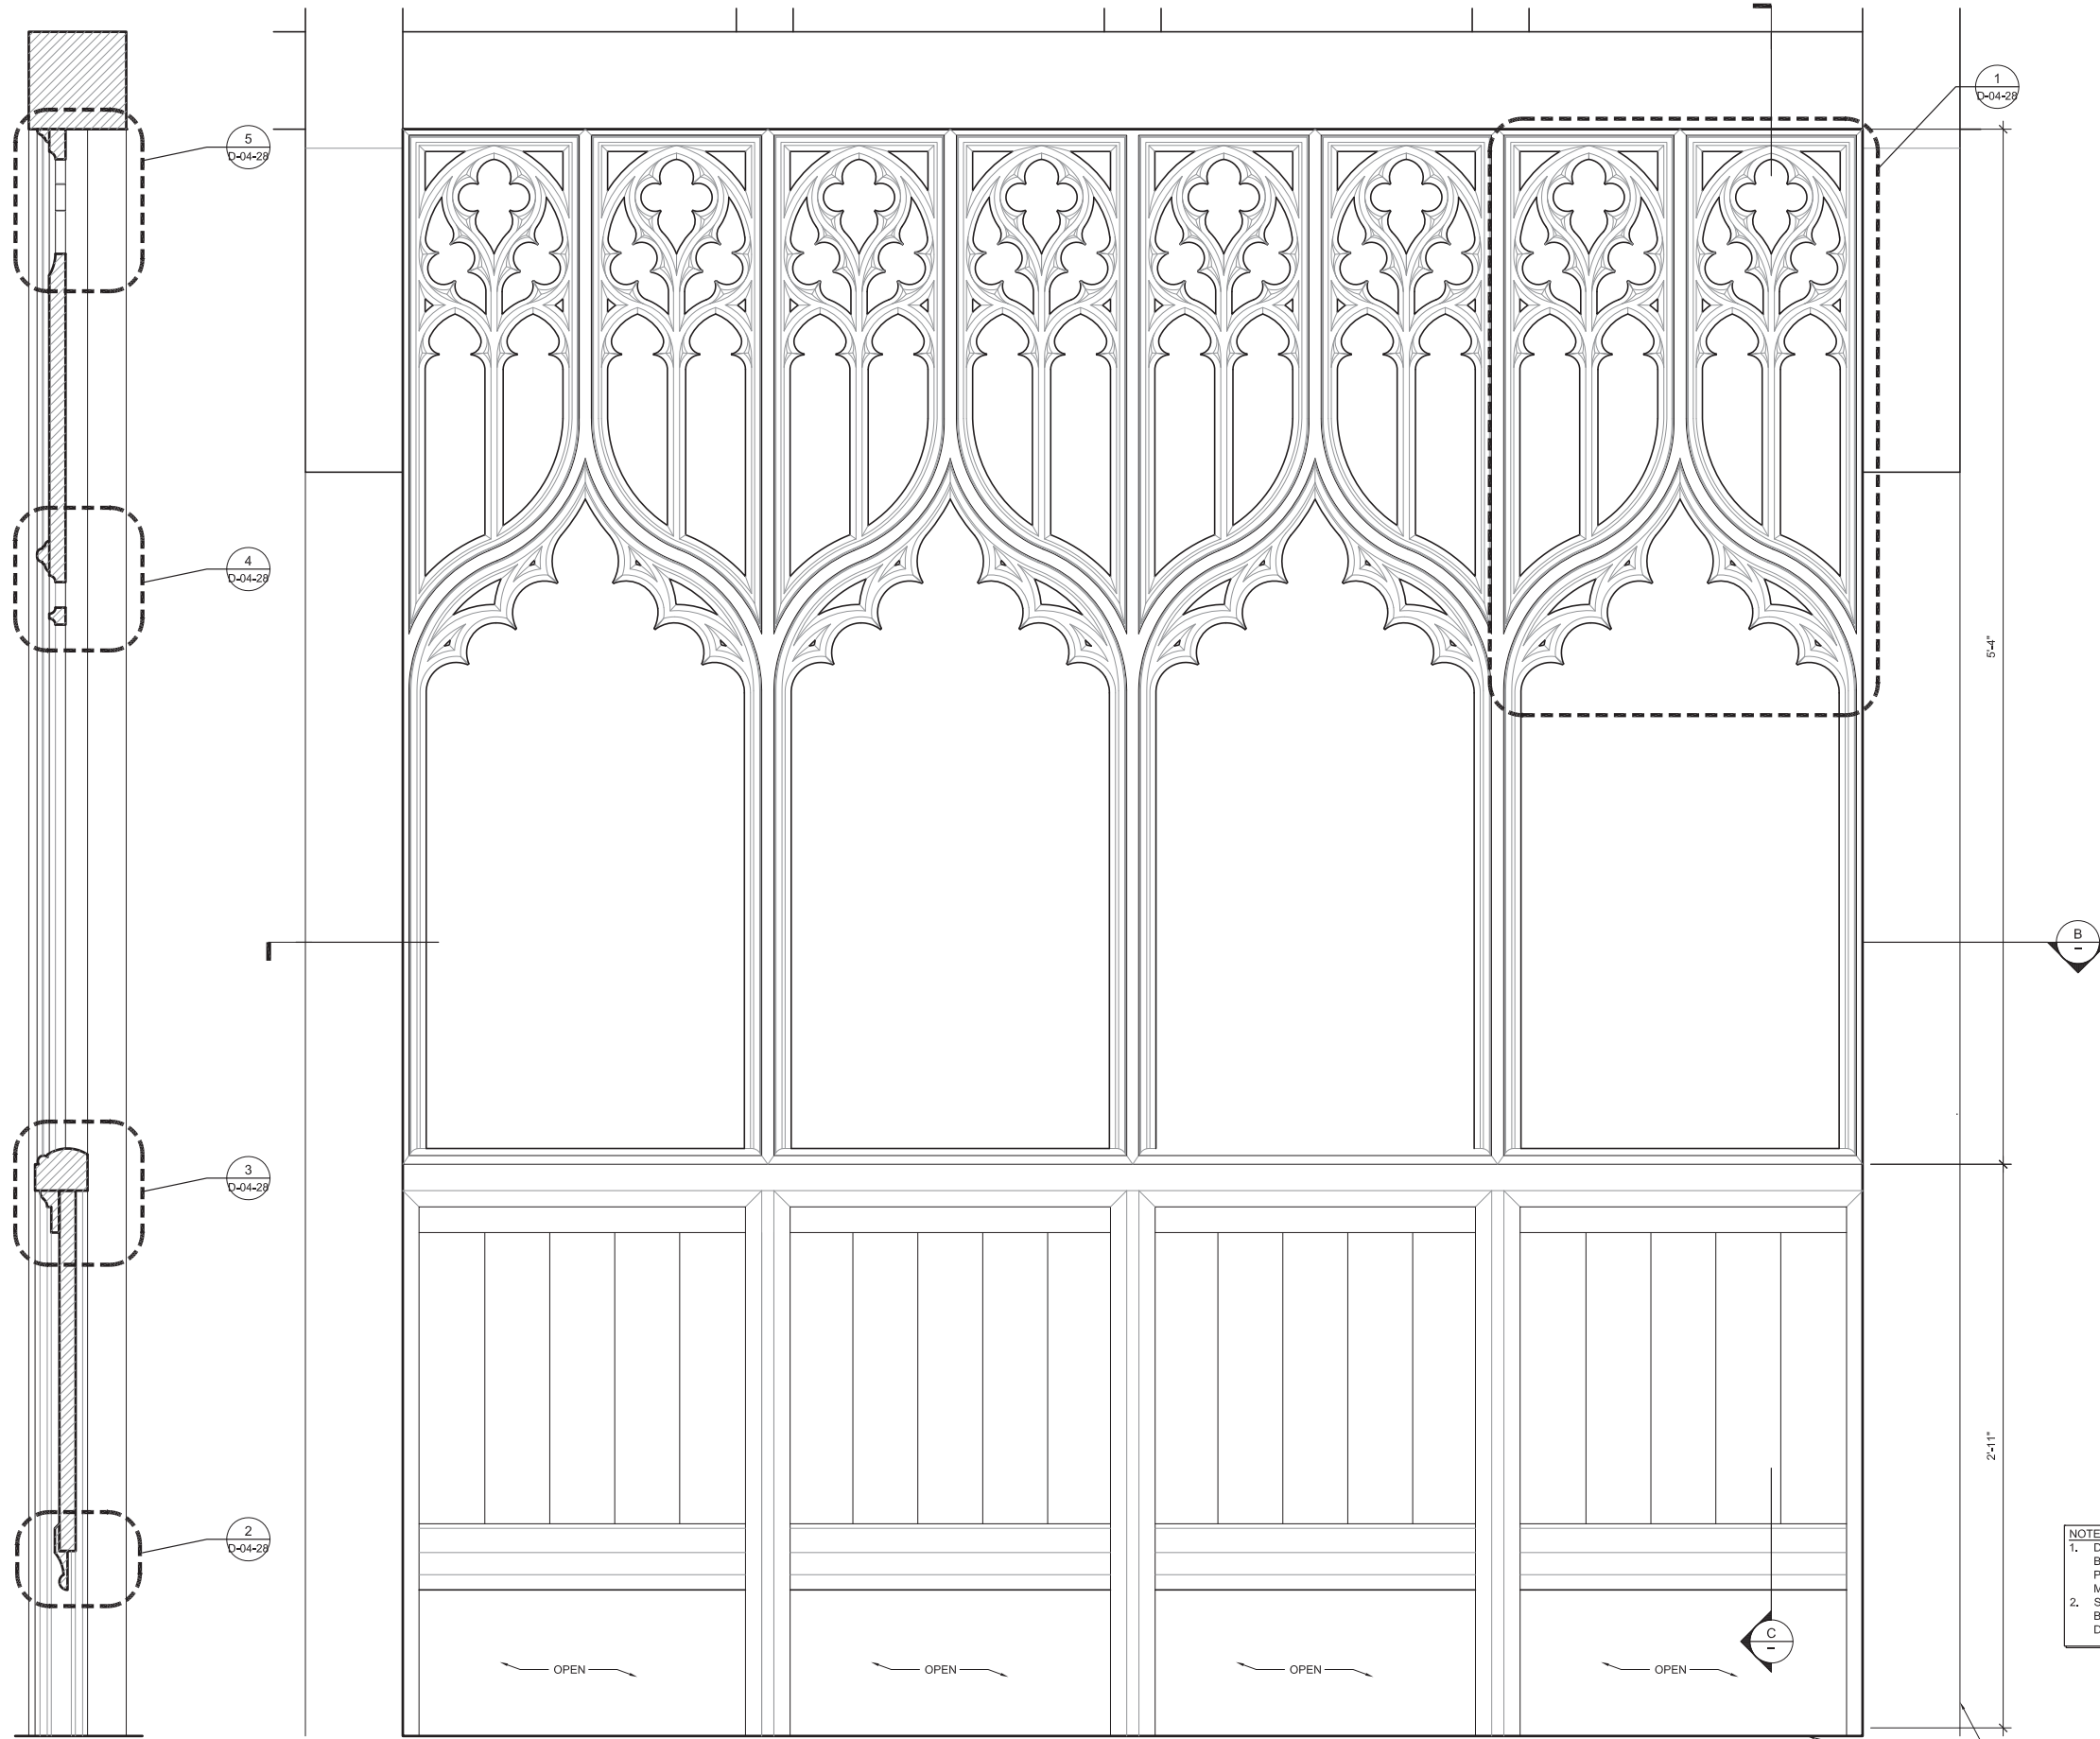 1
D-04-28
5
D-04-28
4
D-04-28
5'-4"
B
-
3
D-04-28
2'-11"
2
D-04-28
NOTE
1. D
B
P
M
2. S
B
D
C
-
OPEN
OPEN
OPEN
OPEN